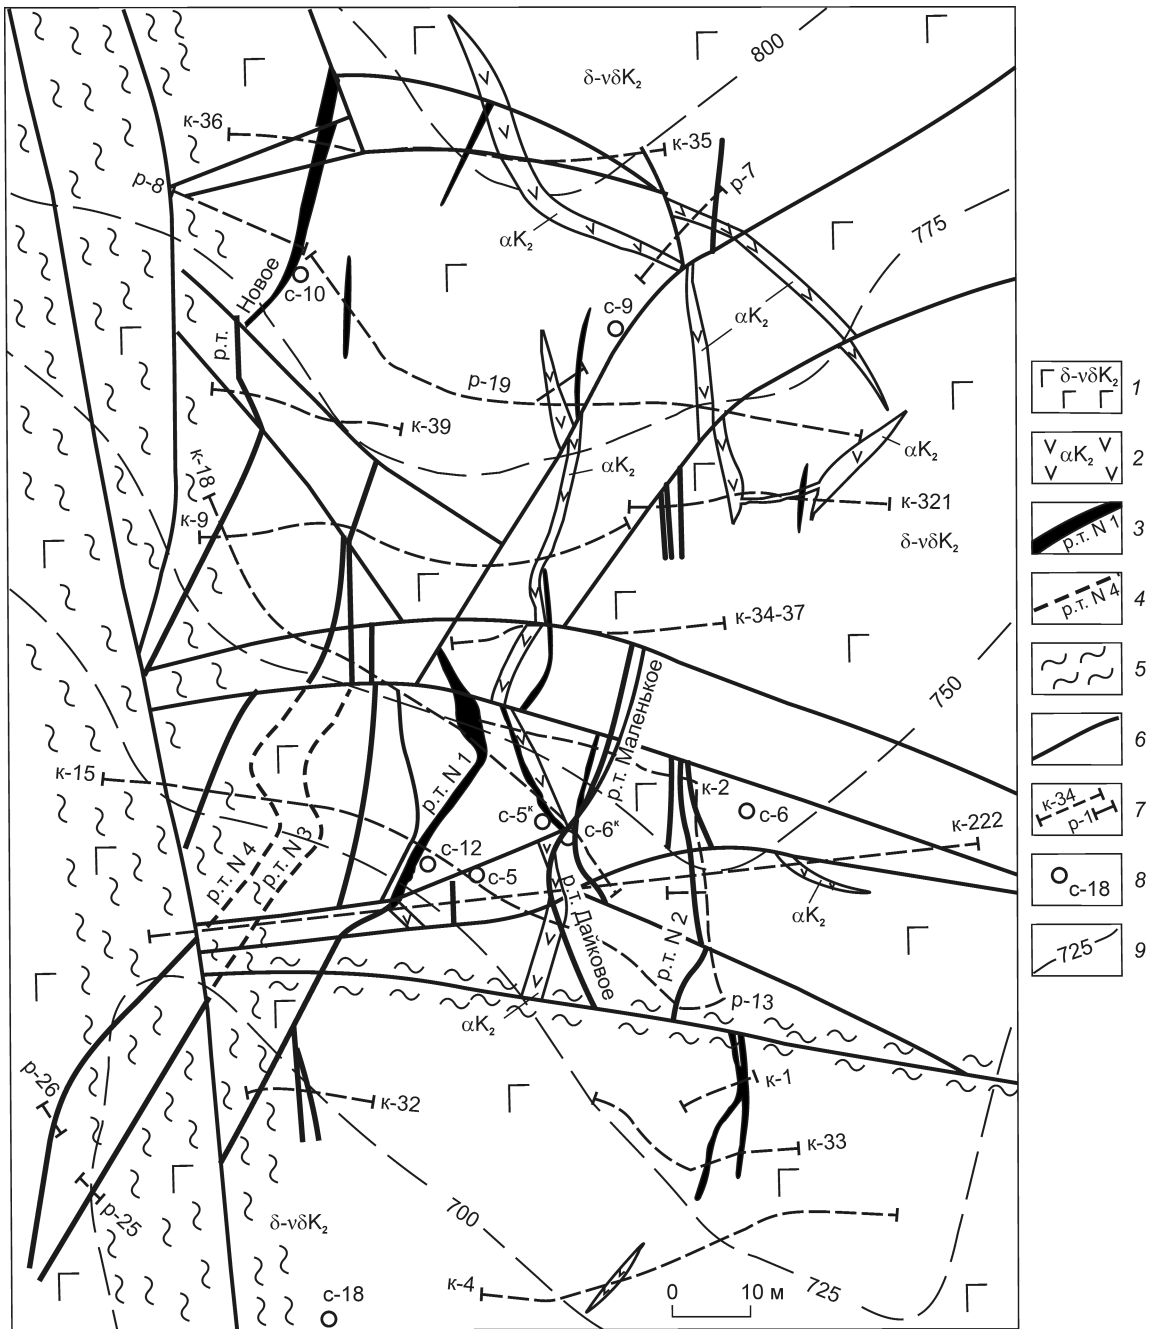 800
δ-νδK₂
к-36
к-35
р-7
р-8
αK₂
775
Новое
р.т.
с-10
с-9
αK₂
р-19
к-39
αK₂
αK₂
к-18
к-9
к-321
δ-νδK₂
к-34-37
750
р.т. Маленькое
к-15
р.т. N 1
к-2
с-6
с-5ᴷ
с-6ᴷ
к-222
с-12
с-5
р.т. N 4
р.т. N 3
αK₂
р.т. Дайковое
р.т. N 2
р-13
αK₂
к-1
р-26
к-32
к-33
р-25
700
δ-νδK₂
725
к-4
с-18
0 10 м
δ-νδK₂ 1
αK₂ 2
р.т. N 1 3
р.т. N 4 4
5
6
к-34
р-1 7
с-18 8
725 9